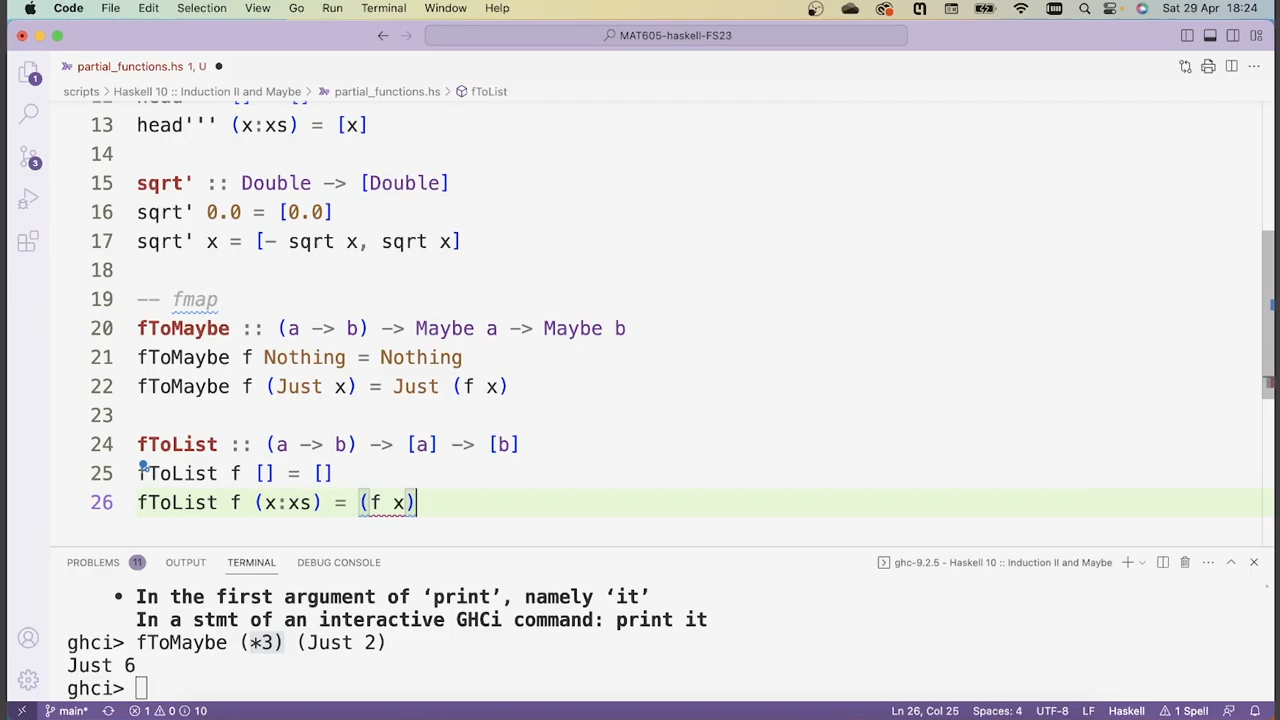 Code File Edit Selection View Go Run Terminal Window Help Sat 29 Apr 18:24
MAT605-haskell-FS23
partial_functions.hs 1, U
scripts > Haskell 10 :: Induction II and Maybe > partial_functions.hs > fToList
13 head''' (x:xs) = [x]
14
15 sqrt' :: Double -> [Double]
16 sqrt' 0.0 = [0.0]
17 sqrt' x = [- sqrt x, sqrt x]
18
19 -- fmap
20 fToMaybe :: (a -> b) -> Maybe a -> Maybe b
21 fToMaybe f Nothing = Nothing
22 fToMaybe f (Just x) = Just (f x)
23
24 fToList :: (a -> b) -> [a] -> [b]
25 fToList f [] = []
26 fToList f (x:xs) = (f x)
1
3
PROBLEMS 11 OUTPUT TERMINAL DEBUG CONSOLE ghc-9.2.5 - Haskell 10 :: Induction II and Maybe
• In the first argument of ‘print’, namely ‘it’
In a stmt of an interactive GHCi command: print it
ghci> fToMaybe (*3) (Just 2)
Just 6
ghci>
main* 1 0 10 Ln 26, Col 25 Spaces: 4 UTF-8 LF Haskell 1 Spell